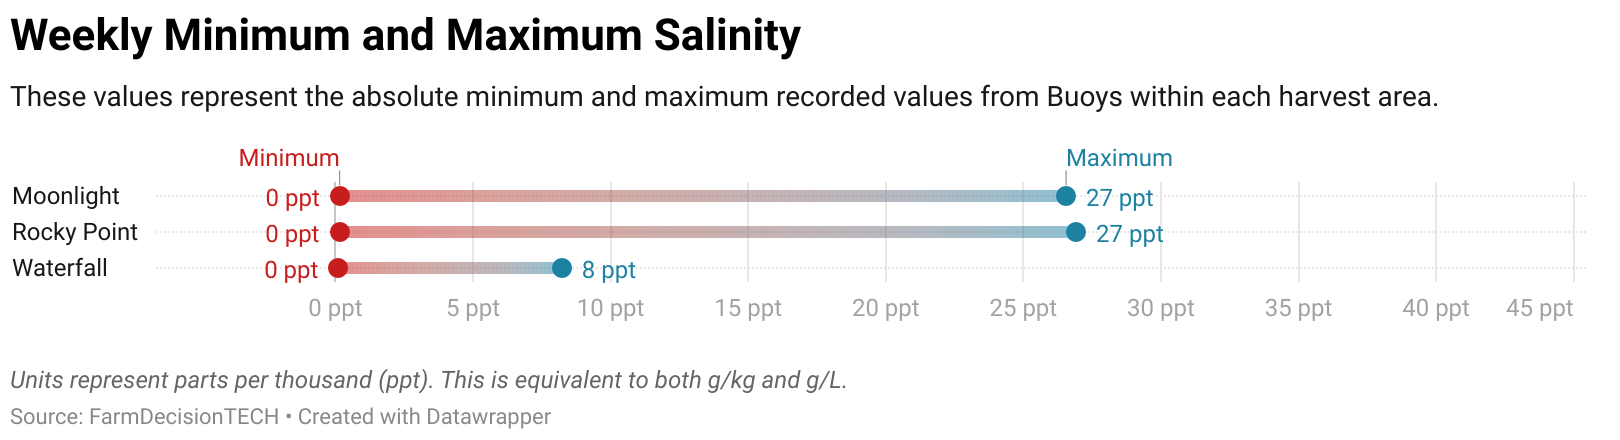 Weekly Minimum and Maximum Salinity
These values represent the absolute minimum and maximum recorded values from Buoys within each harvest area.
Minimum Maximum
Moonlight 0 ppt 27 ppt
Rocky Point 0 ppt 27 ppt
Waterfall 0 ppt 8 ppt
0 ppt 5 ppt 10 ppt 15 ppt 20 ppt 25 ppt 30 ppt 35 ppt 40 ppt 45 ppt
Units represent parts per thousand (ppt). This is equivalent to both g/kg and g/L.
Source: FarmDecisionTECH • Created with Datawrapper